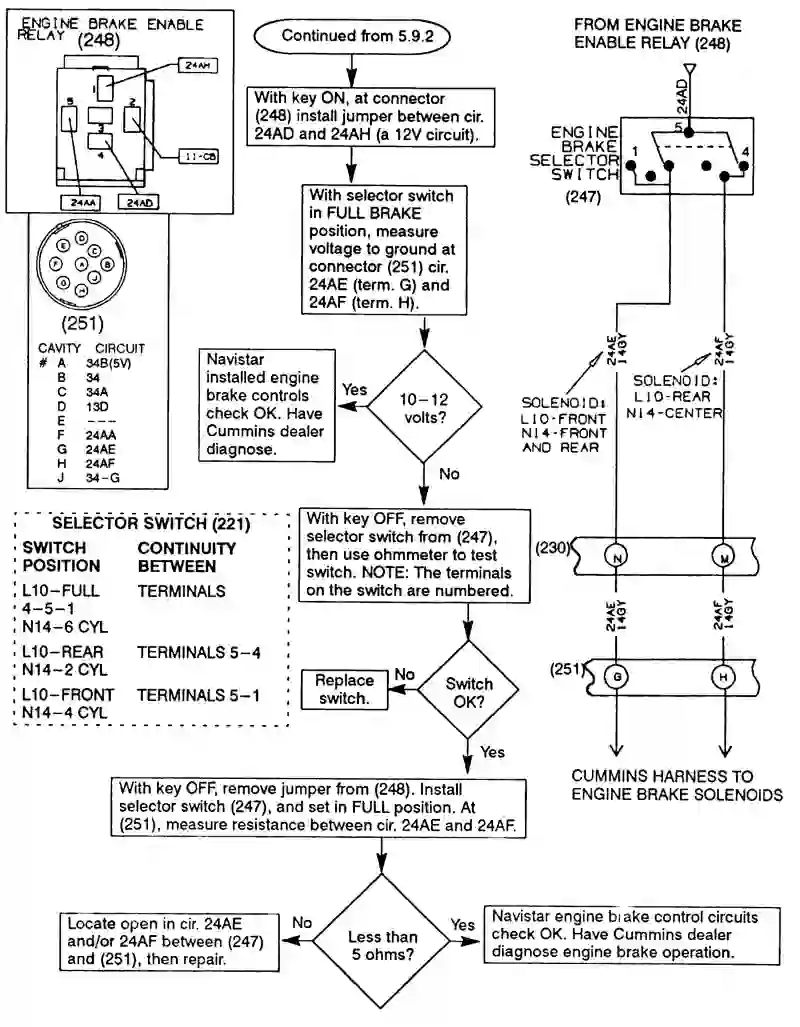 ENGINE BRAKE ENABLE
RELAY (248)
24AH
1
5
2
3
4
11-CB
24AA
24AD
E
D
C
F
A
B
G
J
H
(251)
CAVITY CIRCUIT
# A 34B(5V)
B 34
C 34A
D 13D
E ---
F 24AA
G 24AE
H 24AF
J 34-G
Continued from 5.9.2
With key ON, at connector
(248) install jumper between cir.
24AD and 24AH (a 12V circuit).
With selector switch
in FULL BRAKE
position, measure
voltage to ground at
connector (251) cir.
24AE (term. G) and
24AF (term. H).
10-12
volts?
Yes
Navistar
installed engine
brake controls
check OK. Have
Cummins dealer
diagnose.
No
With key OFF, remove
selector switch from (247),
then use ohmmeter to test
switch. NOTE: The terminals
on the switch are numbered.
Switch
OK?
No
Replace
switch.
Yes
With key OFF, remove jumper from (248). Install
selector switch (247), and set in FULL position. At
(251), measure resistance between cir. 24AE and 24AF.
Less than
5 ohms?
No
Locate open in cir. 24AE
and/or 24AF between (247)
and (251), then repair.
Yes
Navistar engine brake control circuits
check OK. Have Cummins dealer
diagnose engine brake operation.
SELECTOR SWITCH (221)
SWITCH CONTINUITY
POSITION BETWEEN
L10-FULL TERMINALS
4-5-1
N14-6 CYL
L10-REAR TERMINALS 5-4
N14-2 CYL
L10-FRONT TERMINALS 5-1
N14-4 CYL
FROM ENGINE BRAKE
ENABLE RELAY (248)
24AD
ENGINE
BRAKE
SELECTOR
SWITCH
(247)
1
5
4
24AE
14GY
24AF
14GY
SOLENOID:
L10-FRONT
N14-FRONT
AND REAR
SOLENOID:
L10-REAR
N14-CENTER
(230)
N
M
24AE
14GY
24AF
14GY
(251)
G
H
CUMMINS HARNESS TO
ENGINE BRAKE SOLENOIDS